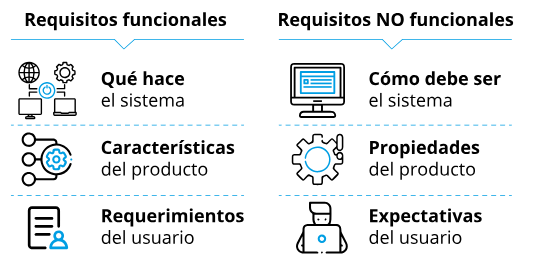 Requisitos funcionales
Qué hace
el sistema
Características
del producto
Requerimientos
del usuario
Requisitos NO funcionales
Cómo debe ser
el sistema
Propiedades
del producto
Expectativas
del usuario